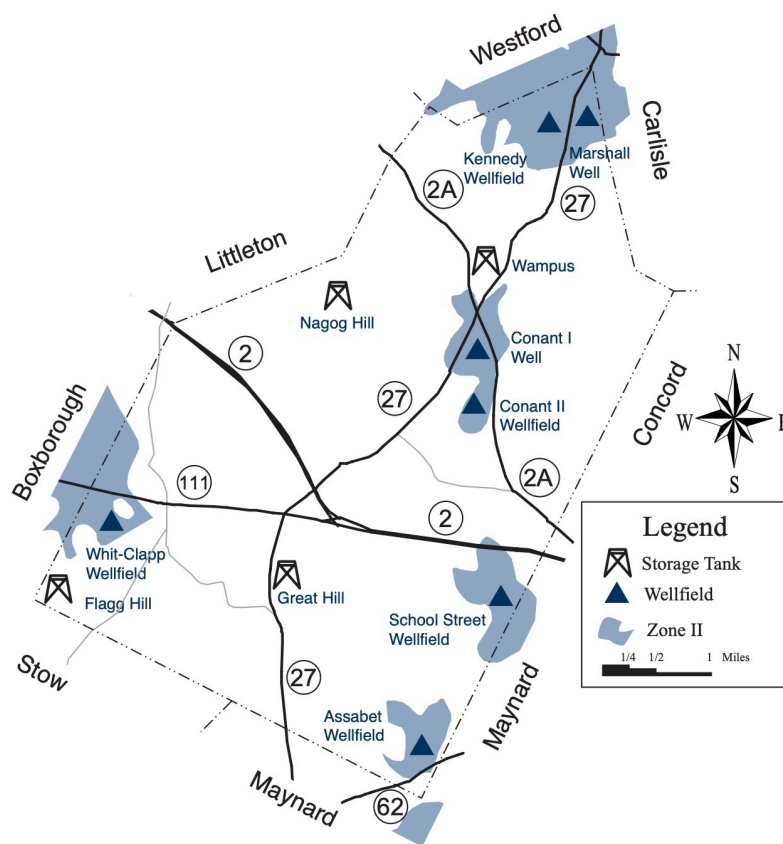 Westford
Carlisle
Kennedy
Wellfield
Marshall
Well
2A
27
Littleton
Wampus
Nagog Hill
2
Conant I
Well
Conant II
Wellfield
27
Concord
N
W
E
S
Boxborough
111
2A
2
Whit-Clapp
Wellfield
Flagg Hill
Great Hill
School Street
Wellfield
Stow
27
Assabet
Wellfield
Maynard
Maynard
62
Legend
Storage Tank
Wellfield
Zone II
1/4 1/2 1 Miles